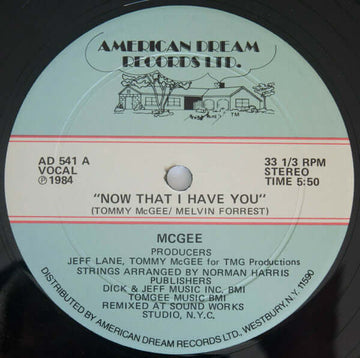 AMERICAN DREAM
RECORDS LTD.
TM
AD 541 A
VOCAL
℗ 1984
33 1/3 RPM
STEREO
TIME 5:50
"NOW THAT I HAVE YOU"
(TOMMY McGEE/ MELVIN FORREST)
MCGEE
PRODUCERS
JEFF LANE, TOMMY McGEE for TMG Productions
STRINGS ARRANGED BY NORMAN HARRIS
PUBLISHERS
DICK & JEFF MUSIC INC. BMI
TOMGEE MUSIC BMI
REMIXED AT SOUND WORKS
STUDIO, N.Y.C.
DISTRIBUTED BY AMERICAN DREAM RECORDS LTD., WESTBURY, N.Y. 11590